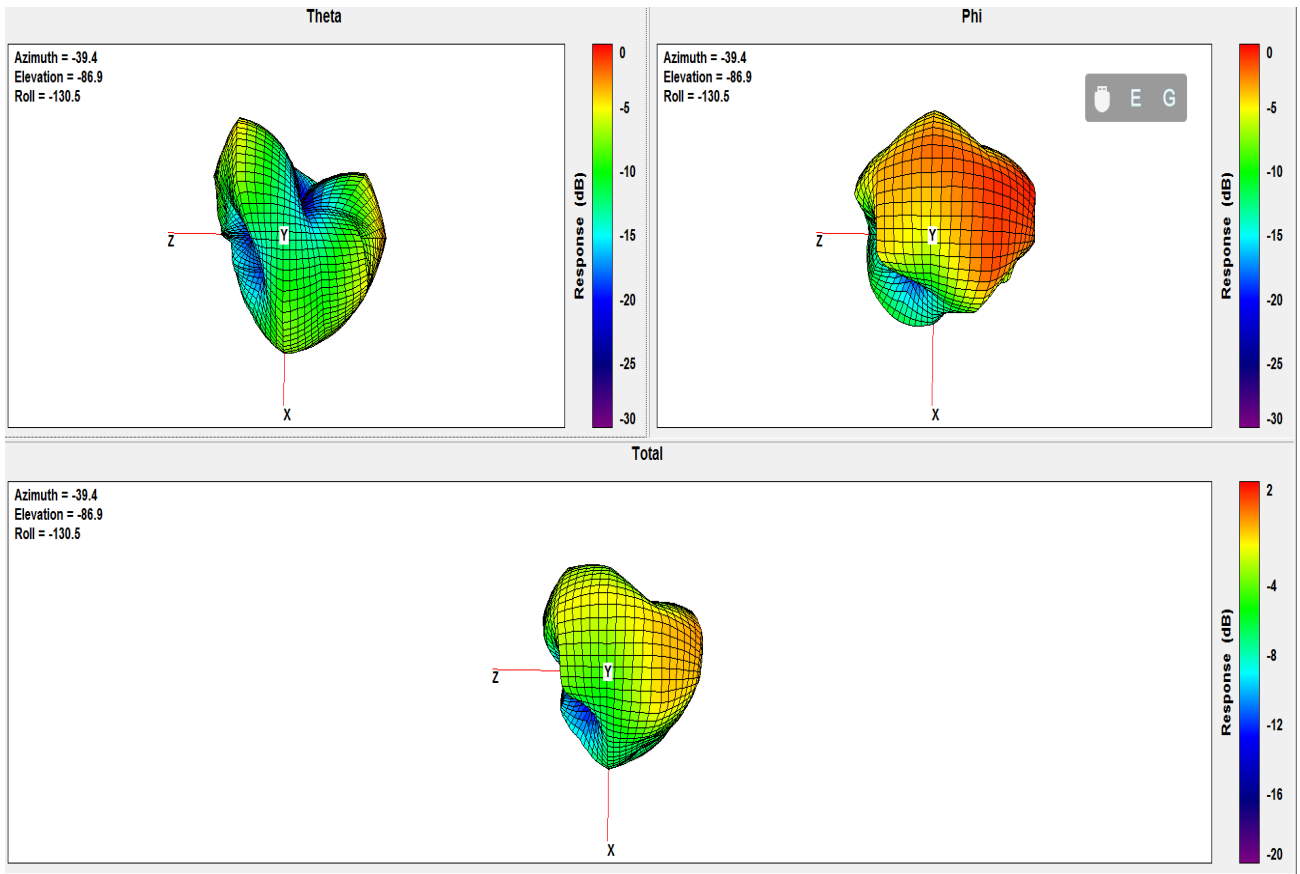 Theta
Azimuth = -39.4
Elevation = -86.9
Roll = -130.5
Z
Y
X
0
-5
-10
-15
-20
-25
-30
Response (dB)
Phi
Azimuth = -39.4
Elevation = -86.9
Roll = -130.5
E G
Z
Y
X
0
-5
-10
-15
-20
-25
-30
Response (dB)
Total
Azimuth = -39.4
Elevation = -86.9
Roll = -130.5
Z
Y
X
2
-4
-8
-12
-16
-20
Response (dB)